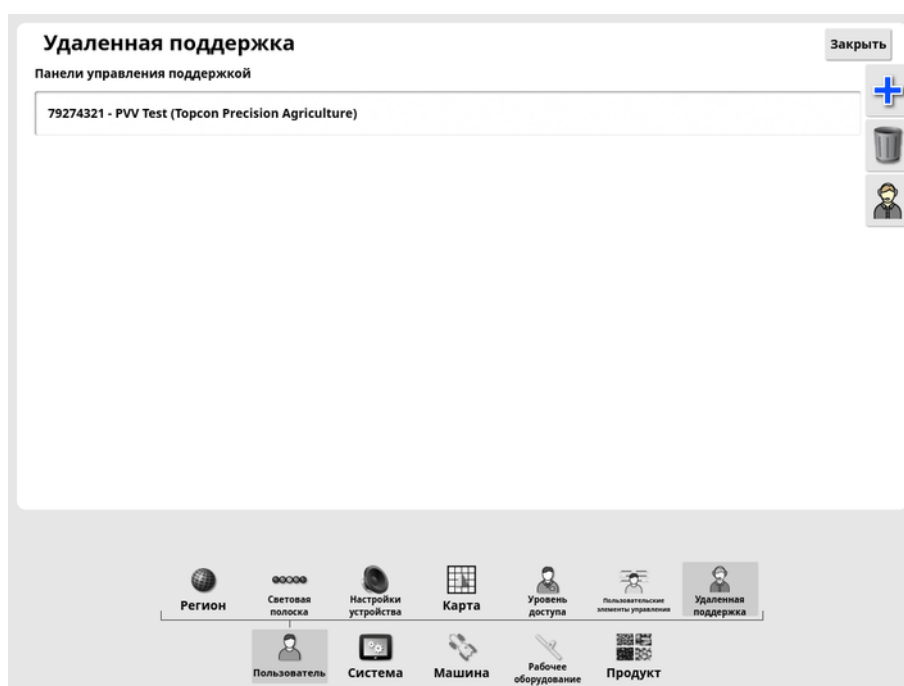 Удаленная поддержка
Закрыть
Панели управления поддержкой
79274321 - PVV Test (Topcon Precision Agriculture)
Регион
Световая
полоска
Настройки
устройства
Карта
Уровень
доступа
Пользовательские
элементы управления
Удаленная
поддержка
Пользователь
Система
Машина
Рабочее
оборудование
Продукт